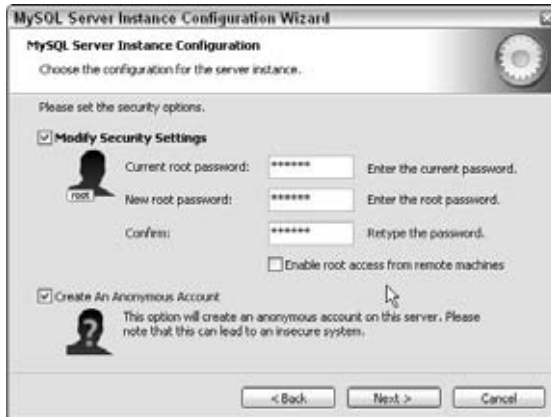 MySQL Server Instance Configuration Wizard
MySQL Server Instance Configuration
Choose the configuration for the server instance.
Please set the security options.
Modify Security Settings
root
Current root password: ****** Enter the current password.
New root password: ****** Enter the root password.
Confirm: ****** Retype the password.
Enable root access from remote machines
Create An Anonymous Account
This option will create an anonymous account on this server. Please
note that this can lead to an insecure system.
< Back Next > Cancel